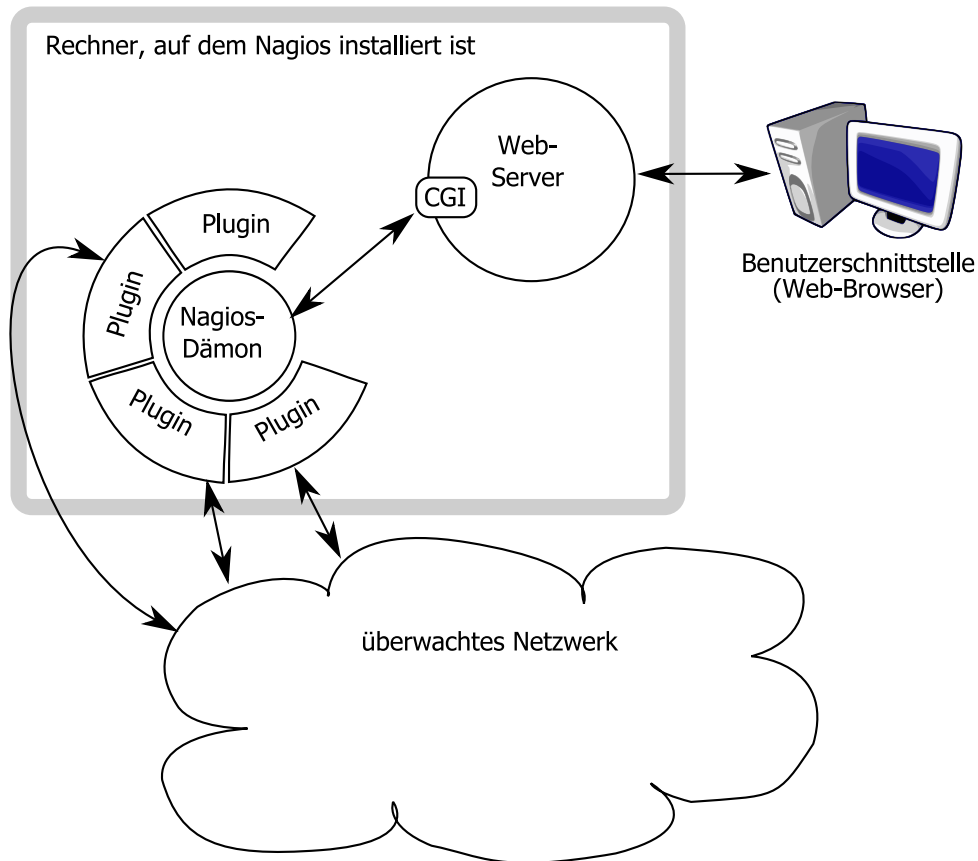 Rechner, auf dem Nagios installiert ist
Web-
Server
CGI
Benutzerschnittstelle
(Web-Browser)
Plugin
Plugin
Nagios-
Dämon
Plugin
Plugin
überwachtes Netzwerk